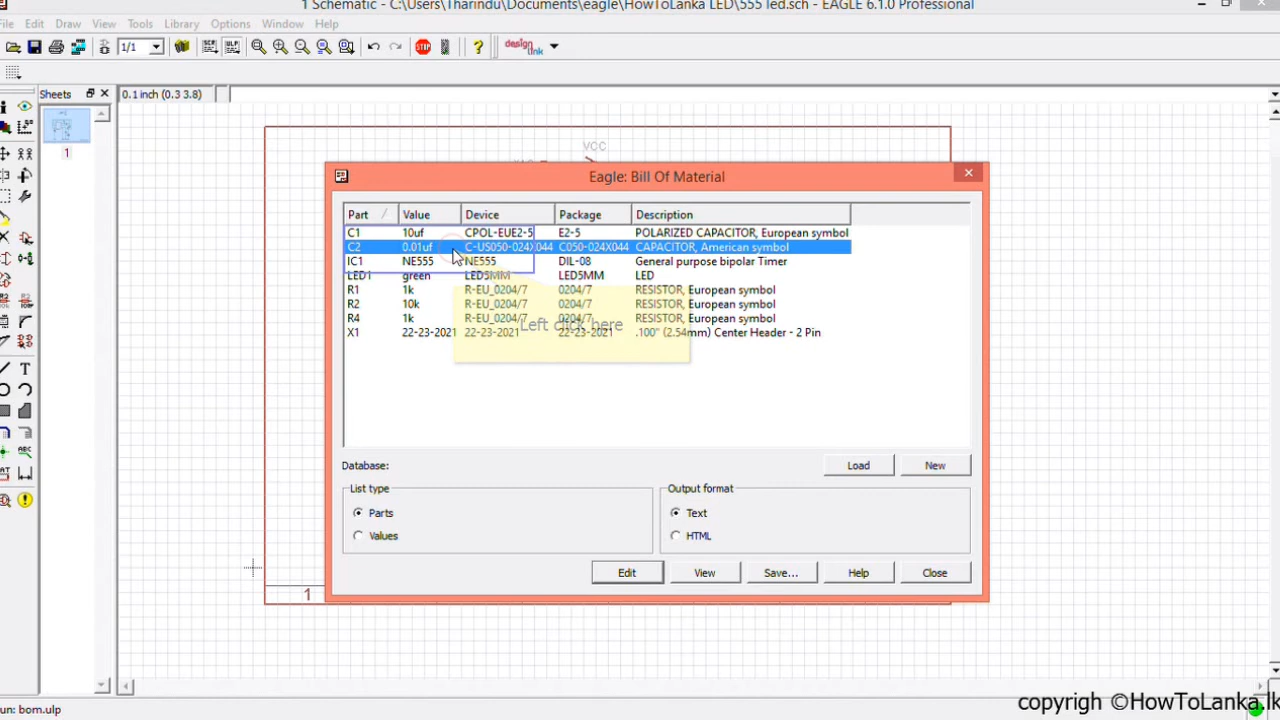 1 Schematic - C:\Users\Tharindu\Documents\eagle\HowToLanka LED\555 led.sch - EAGLE 6.1.0 Professional
File Edit Draw View Tools Library Options Window Help
1/1 SCR ULP STOP ? design link
Sheets 0.1 inch (0.3 3.8)
1
VCC
Eagle: Bill Of Material
Part Value Device Package Description
C1 10uf CPOL-EUE2-5 E2-5 POLARIZED CAPACITOR, European symbol
C2 0.01uf C-US050-024X044 C050-024X044 CAPACITOR, American symbol
IC1 NE555 NE555 DIL-08 General purpose bipolar Timer
LED1 green LED5MM LED5MM LED
R1 1k R-EU_0204/7 0204/7 RESISTOR, European symbol
R2 10k R-EU_0204/7 0204/7 RESISTOR, European symbol
R4 1k R-EU_0204/7 0204/7 RESISTOR, European symbol
Left click here
X1 22-23-2021 22-23-2021 22-23-2021 .100" (2.54mm) Center Header - 2 Pin
Database: Load New
List type Output format
Parts Text
Values HTML
Edit View Save... Help Close
1
un: bom.ulp
copyrigh ©HowToLanka.lk